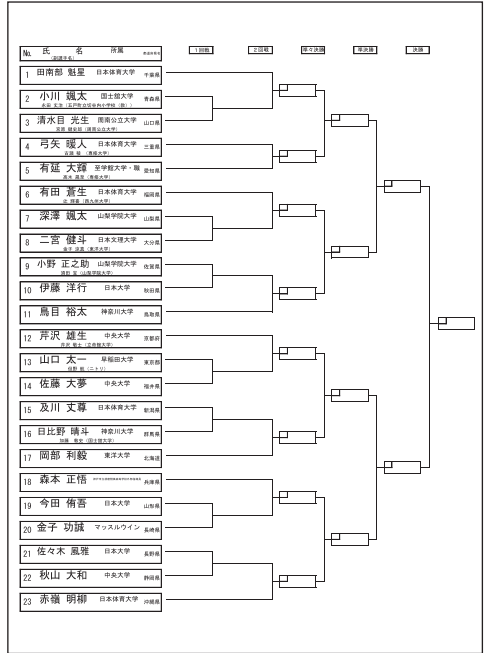 No. 氏 名 所属 都道府県名
(副選手名)
1回戦 2回戦 準々決勝 準決勝 決勝
1 田南部 魁星 日本体育大学 千葉県
2 小川 颯太 国士舘大学 青森県
3 清水目 光生 周南公立大学 山口県
4 弓矢 暖人 日本体育大学 三重県
5 有延 大輝 至学館大学・職 愛知県
6 有田 蒼生 日本体育大学 福岡県
7 深澤 颯太 山梨学院大学 山梨県
8 二宮 健斗 日本文理大学 大分県
9 小野 正之助 山梨学院大学 佐賀県
10 伊藤 洋行 日本大学 秋田県
11 鳥目 裕太 神奈川大学 鳥取県
12 芹沢 雄生 中央大学 京都府
13 山口 太一 早稲田大学 東京都
14 佐藤 大夢 中央大学 福井県
15 及川 丈尊 日本体育大学 新潟県
16 日比野 晴斗 神奈川大学 群馬県
17 岡部 利毅 東洋大学 北海道
18 森本 正悟 兵庫県
19 今田 侑吾 日本大学 山形県
20 金子 功誠 マッスルウイン 長崎県
21 佐々木 風雅 日本大学 長野県
22 秋山 大和 中央大学 静岡県
23 赤嶺 明柳 日本体育大学 沖縄県